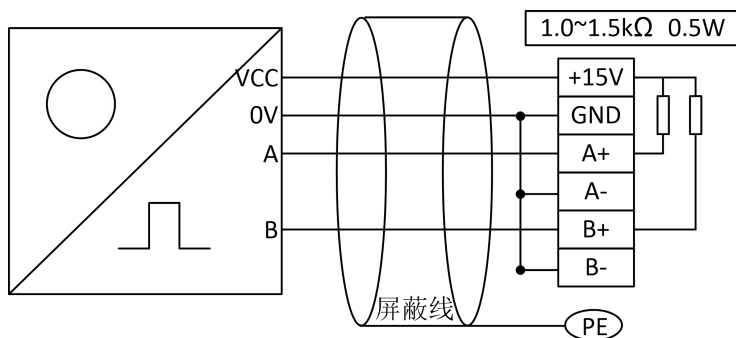 1.0~1.5kΩ 0.5W
VCC
0V
A
B
+15V
GND
A+
A-
B+
B-
屏蔽线
PE